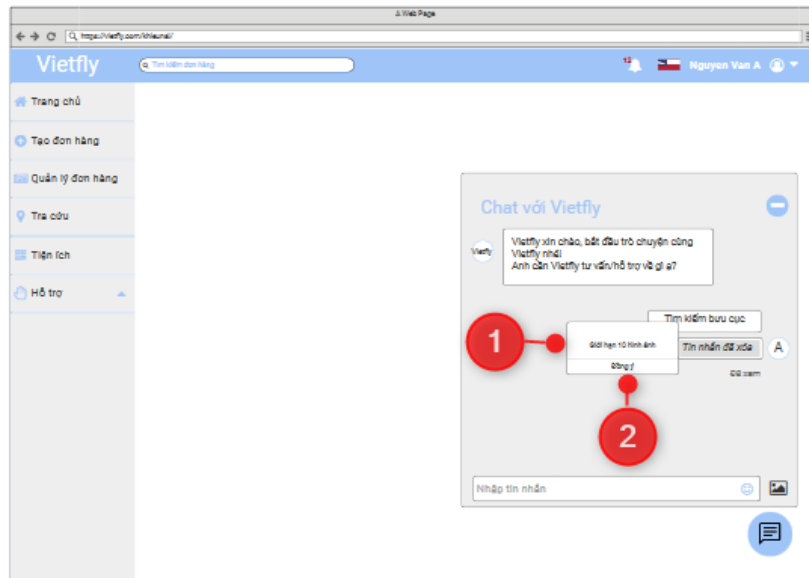 A Web Page
https://vietfly.com/khieunai/
Vietfly
Tìm kiếm đơn hàng
12
Nguyen Van A
Trang chủ
Tạo đơn hàng
Quản lý đơn hàng
Tra cứu
Tiện ích
Hỗ trợ
Chat với Vietfly
Vietfly
Vietfly xin chào, bắt đầu trò chuyện cùng
Vietfly nhé!
Anh cần Vietfly tư vấn/hỗ trợ về gì ạ?
Tìm kiếm bưu cục
1
Giới hạn 10 hình ảnh
Tin nhắn đã xóa
A
Đồng ý
Đã xem
2
Nhập tin nhắn